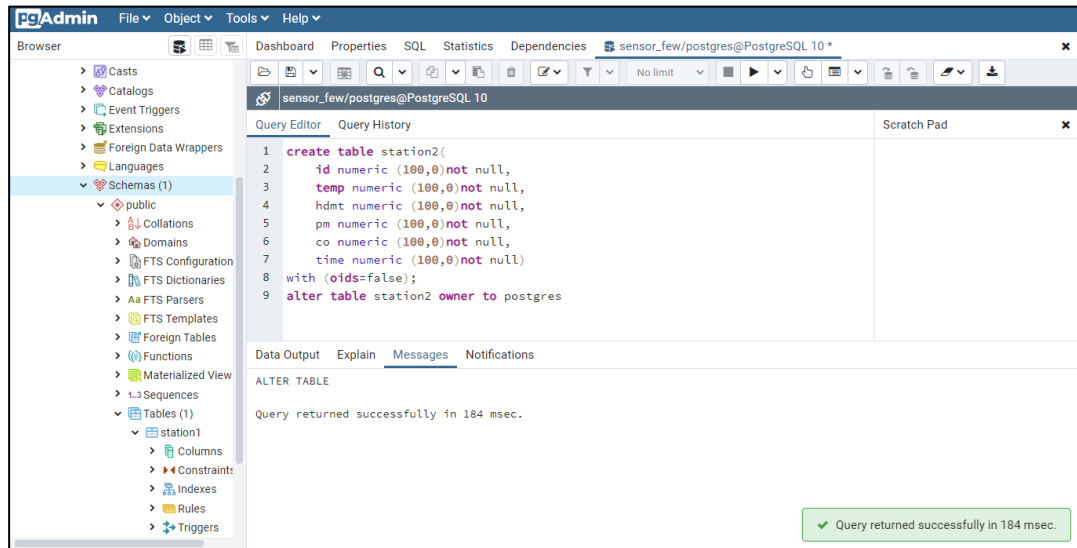 pgAdmin File Object Tools Help
Browser Dashboard Properties SQL Statistics Dependencies sensor_few/postgres@PostgreSQL 10 *
No limit
sensor_few/postgres@PostgreSQL 10
Query Editor Query History Scratch Pad
Casts
Catalogs
Event Triggers
Extensions
Foreign Data Wrappers
Languages
Schemas (1)
public
Collations
Domains
FTS Configuration
FTS Dictionaries
Aa FTS Parsers
FTS Templates
Foreign Tables
Functions
Materialized View
1..3 Sequences
Tables (1)
station1
Columns
Constraints
Indexes
Rules
Triggers
1 create table station2(
2 id numeric (100,0)not null,
3 temp numeric (100,0)not null,
4 hdmt numeric (100,0)not null,
5 pm numeric (100,0)not null,
6 co numeric (100,0)not null,
7 time numeric (100,0)not null)
8 with (oids=false);
9 alter table station2 owner to postgres
Data Output Explain Messages Notifications
ALTER TABLE
Query returned successfully in 184 msec.
Query returned successfully in 184 msec.